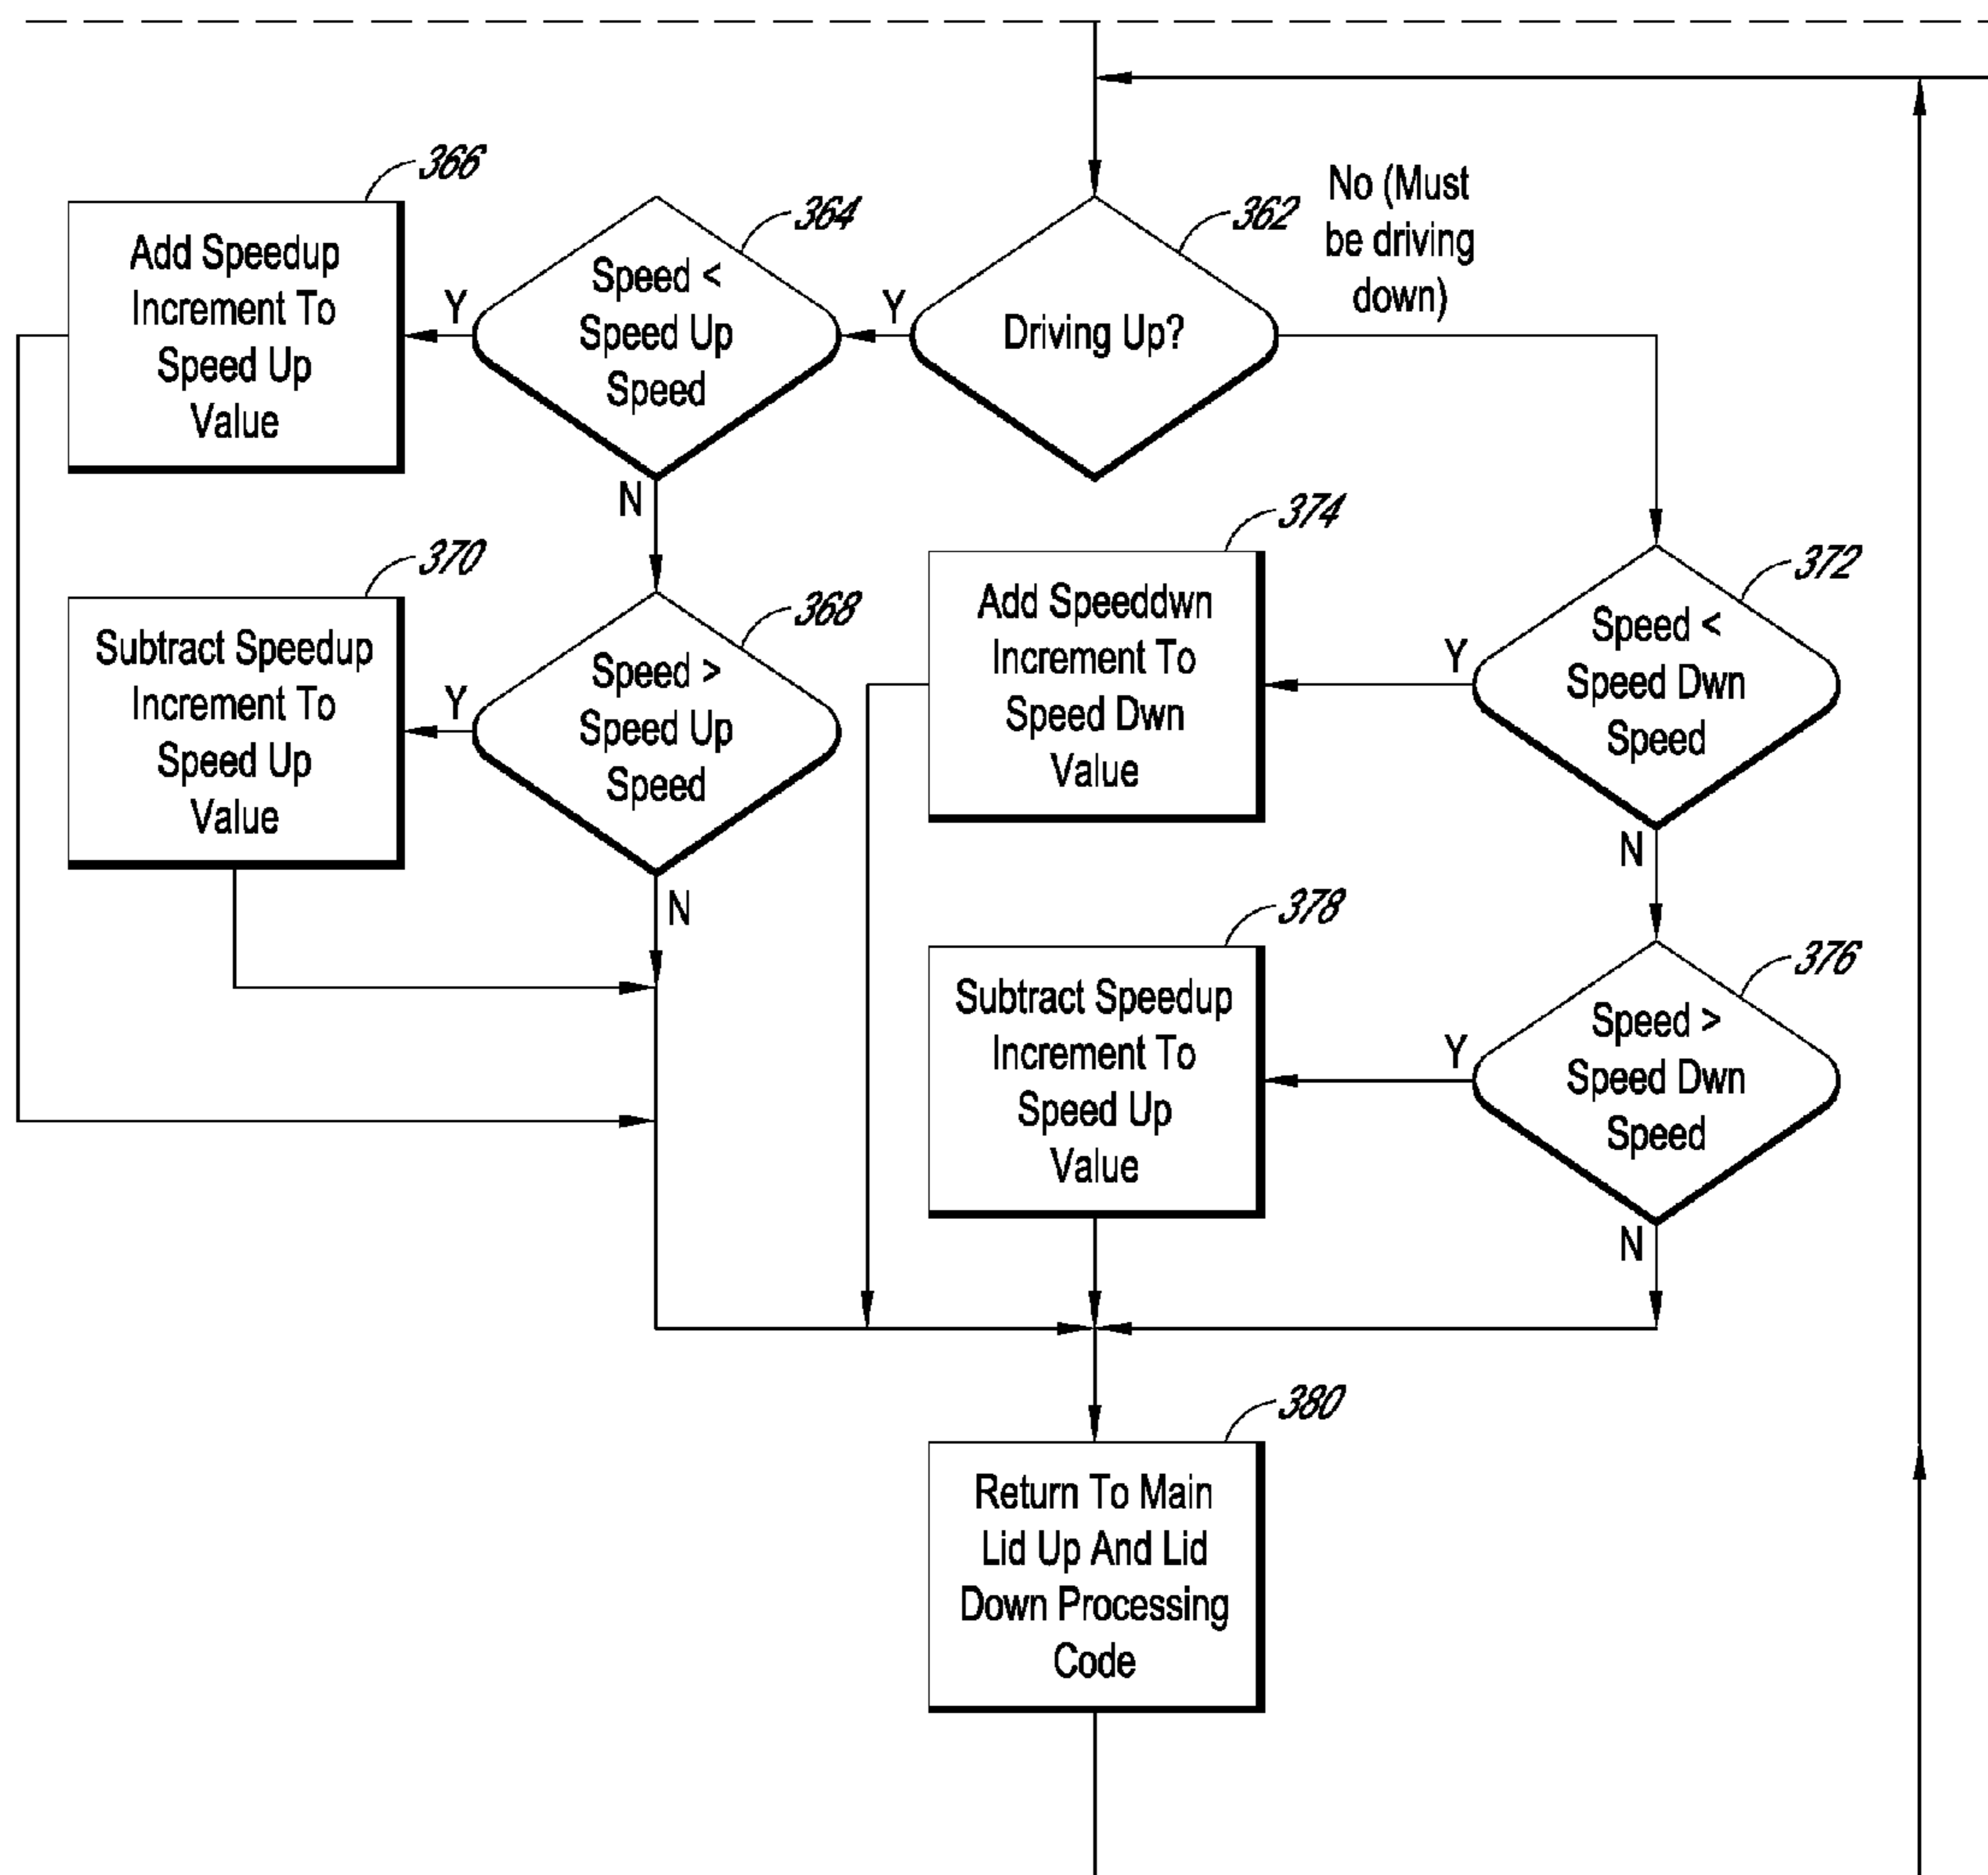 366
Add Speedup
Increment To
Speed Up
Value
Y
364
Speed <
Speed Up
Speed
Y
362
Driving Up?
No (Must
be driving
down)
N
370
Subtract Speedup
Increment To
Speed Up
Value
Y
368
Speed >
Speed Up
Speed
N
374
Add Speeddwn
Increment To
Speed Dwn
Value
Y
372
Speed <
Speed Dwn
Speed
N
378
Subtract Speedup
Increment To
Speed Up
Value
Y
376
Speed >
Speed Dwn
Speed
N
380
Return To Main
Lid Up And Lid
Down Processing
Code